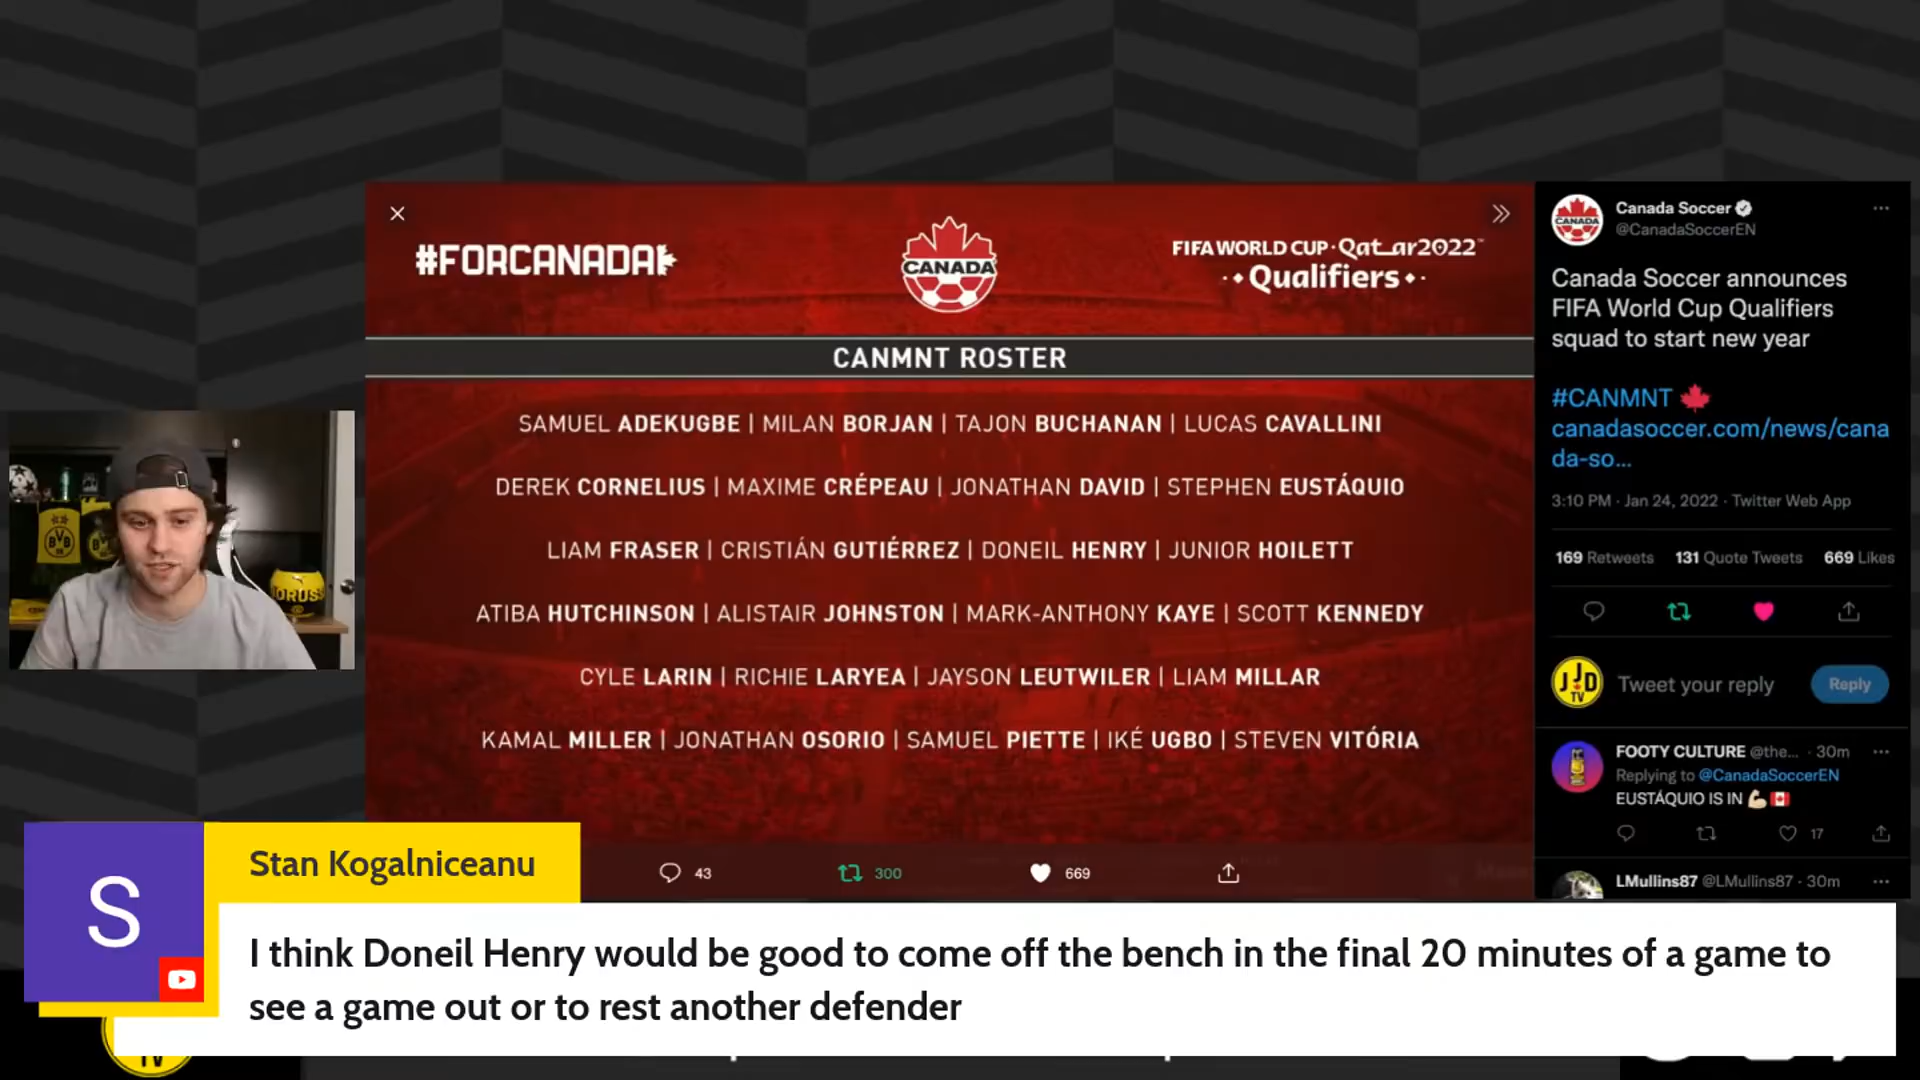 #FORCANADA
CANADA
FIFA WORLD CUP · Qatar2022™
Qualifiers
CANMNT ROSTER
SAMUEL ADEKUGBE | MILAN BORJAN | TAJON BUCHANAN | LUCAS CAVALLINI
DEREK CORNELIUS | MAXIME CRÉPEAU | JONATHAN DAVID | STEPHEN EUSTÁQUIO
LIAM FRASER | CRISTIÁN GUTIÉRREZ | DONEIL HENRY | JUNIOR HOILETT
ATIBA HUTCHINSON | ALISTAIR JOHNSTON | MARK-ANTHONY KAYE | SCOTT KENNEDY
CYLE LARIN | RICHIE LARYEA | JAYSON LEUTWILER | LIAM MILLAR
KAMAL MILLER | JONATHAN OSORIO | SAMUEL PIETTE | IKÉ UGBO | STEVEN VITÓRIA
43 300 669
CANADA
Canada Soccer
@CanadaSoccerEN
Canada Soccer announces
FIFA World Cup Qualifiers
squad to start new year
#CANMNT
canadasoccer.com/news/cana
da-so...
3:10 PM · Jan 24, 2022 · Twitter Web App
169 Retweets 131 Quote Tweets 669 Likes
JJD
TV
Tweet your reply
Reply
FOOTY CULTURE @the... · 30m
Replying to @CanadaSoccerEN
EUSTÁQUIO IS IN
17
LMullins87 @LMullins87 · 30m
BVB
S
Stan Kogalniceanu
I think Doneil Henry would be good to come off the bench in the final 20 minutes of a game to
see a game out or to rest another defender
TV